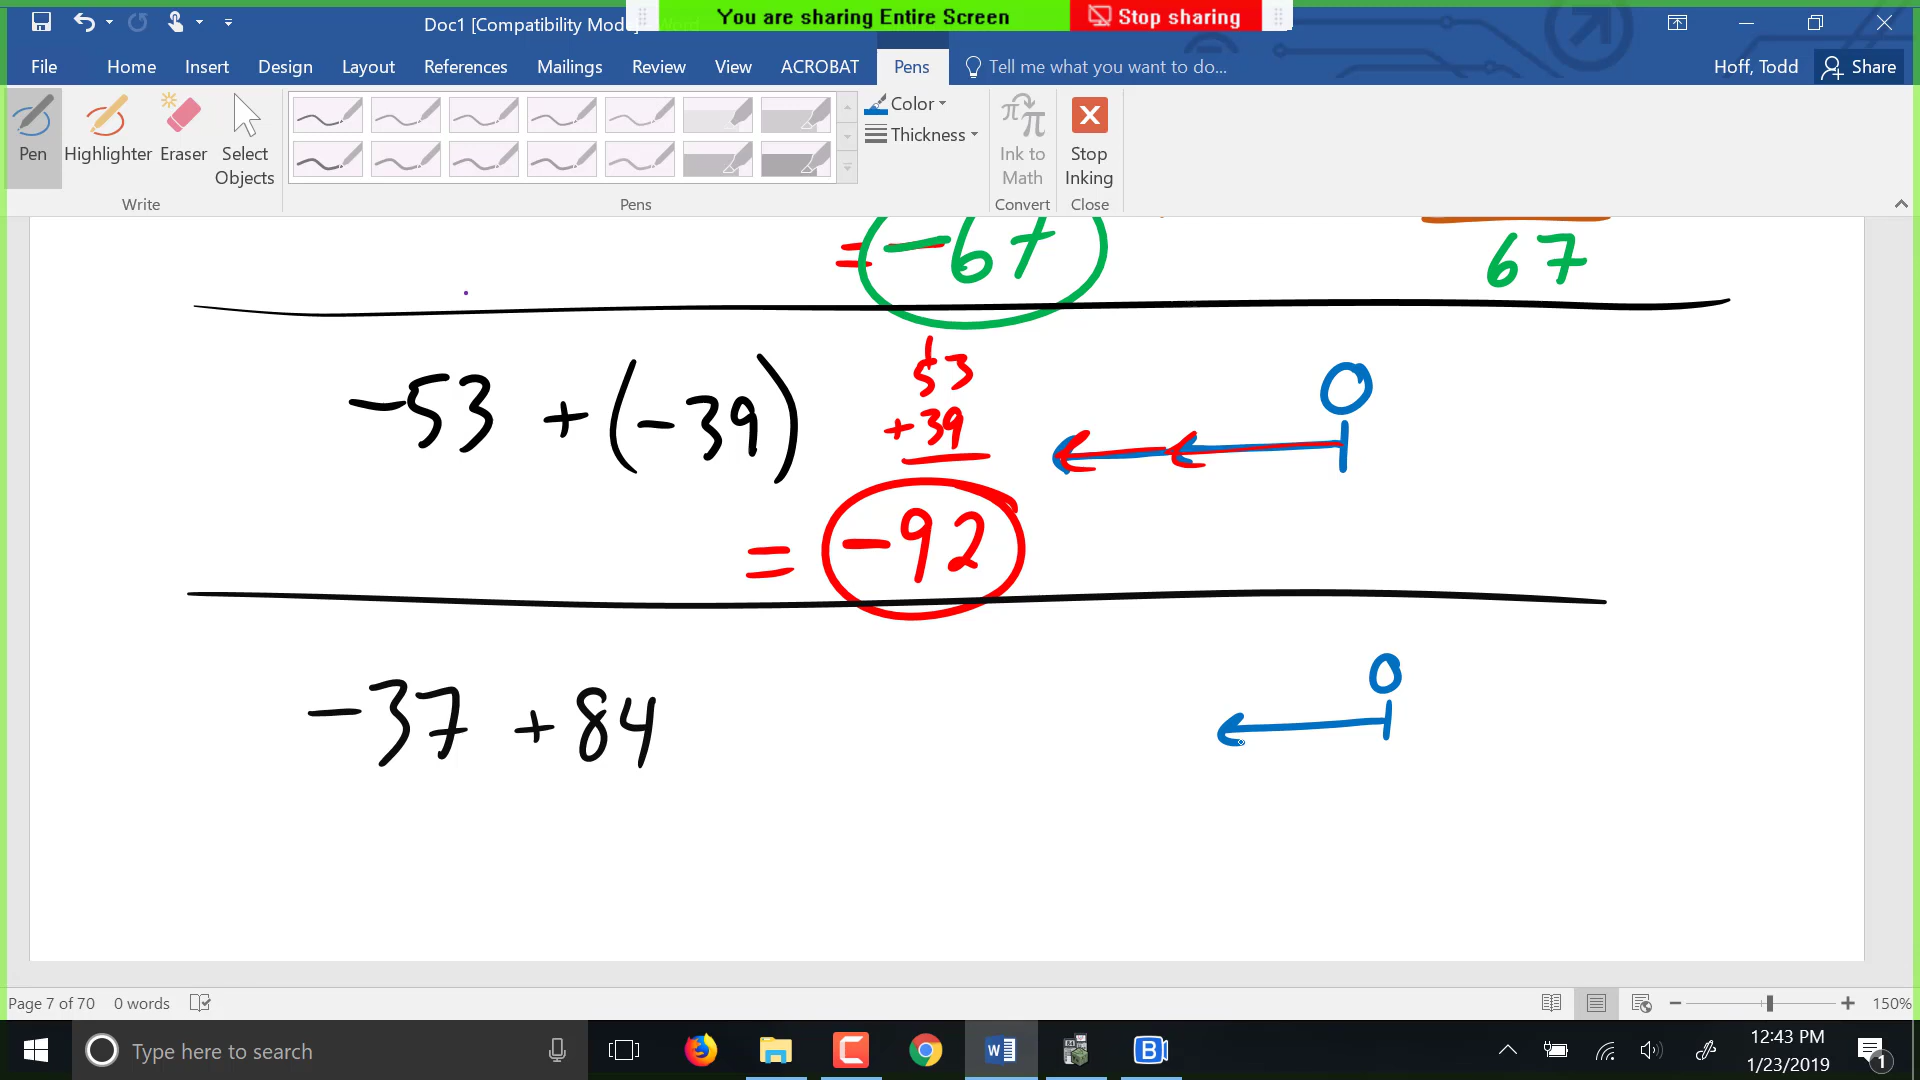 Doc1 [Compatibility Mod
You are sharing Entire Screen
Stop sharing
File Home Insert Design Layout References Mailings Review View ACROBAT Pens Tell me what you want to do... Hoff, Todd Share
Pen Highlighter Eraser Select Objects
Color
Thickness
Ink to Math
Stop Inking
Write Pens Convert Close
= -67
67
-53 + (-39)
1
53
+39
0
= -92
-37 + 84
0
Page 7 of 70 0 words 150%
Type here to search
12:43 PM
1/23/2019
1